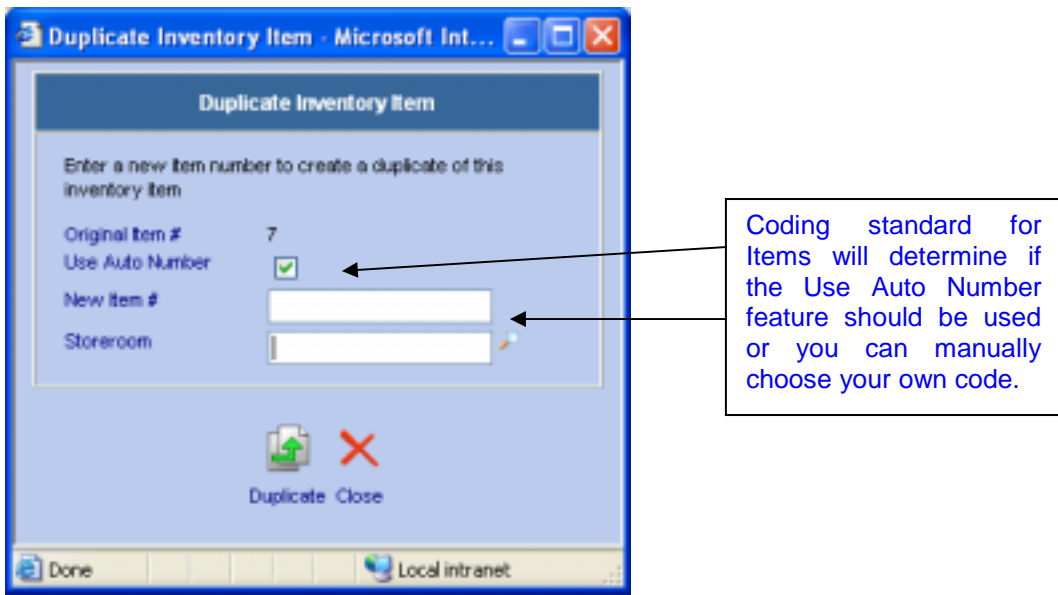 Duplicate Inventory Item - Microsoft Int...
Duplicate Inventory Item
Enter a new item number to create a duplicate of this
inventory item
Original Item # 7
Use Auto Number
New Item #
Storeroom
Duplicate Close
Done Local intranet
Coding standard for
Items will determine if
the Use Auto Number
feature should be used
or you can manually
choose your own code.